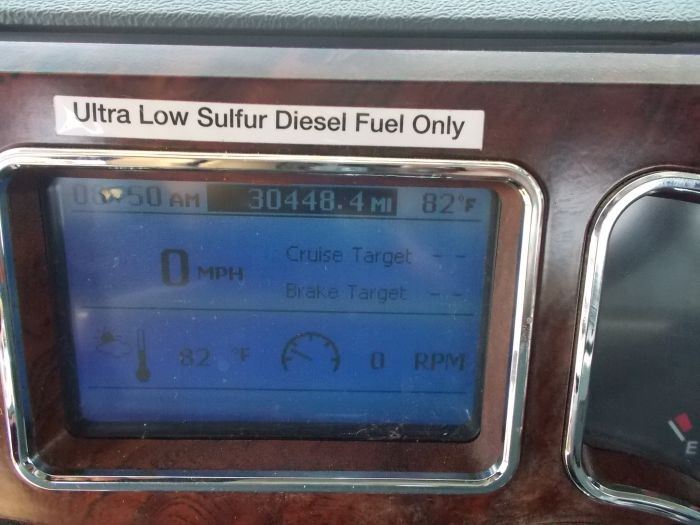 Ultra Low Sulfur Diesel Fuel Only
08:50 AM 30448.4 MI 82°F
0 MPH
Cruise Target - -
Brake Target - -
82 °F 0 RPM
E